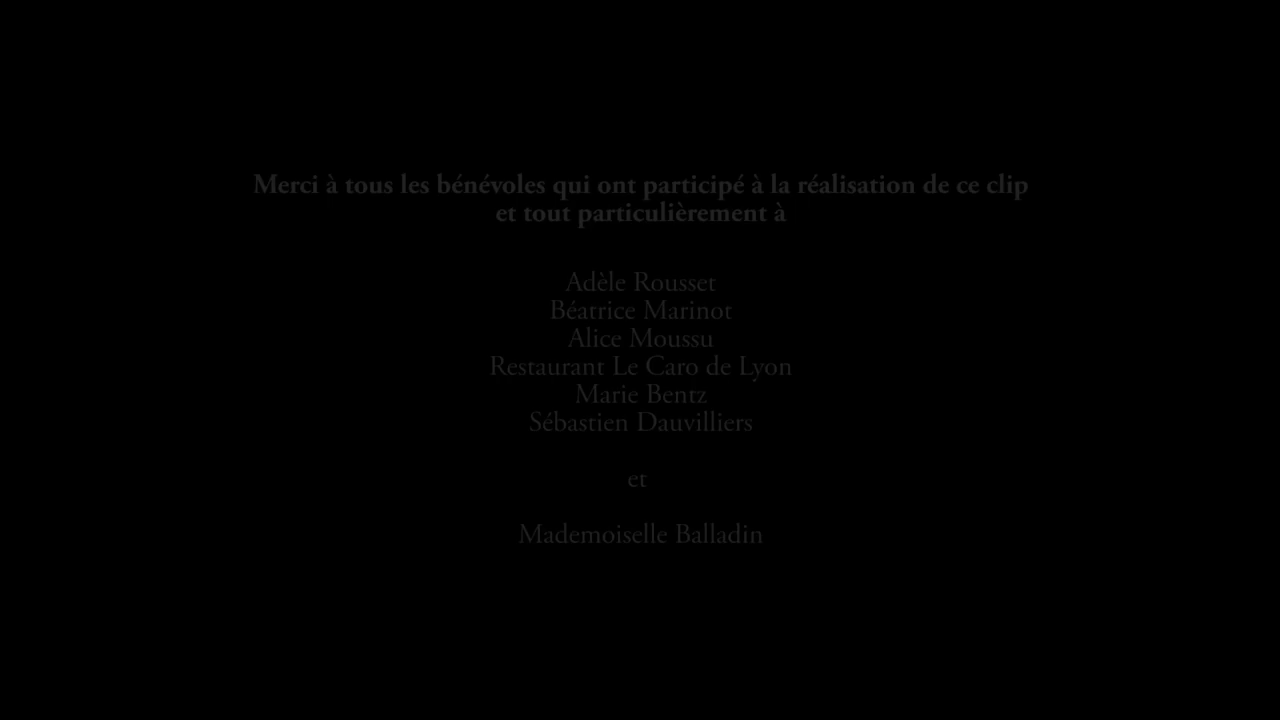 Merci à tous les bénévoles qui ont participé à la réalisation de ce clip
et tout particulièrement à
Adèle Rousset
Béatrice Marinot
Alice Moussu
Restaurant Le Caro de Lyon
Marie Bentz
Sébastien Dauvilliers
et
Mademoiselle Balladin